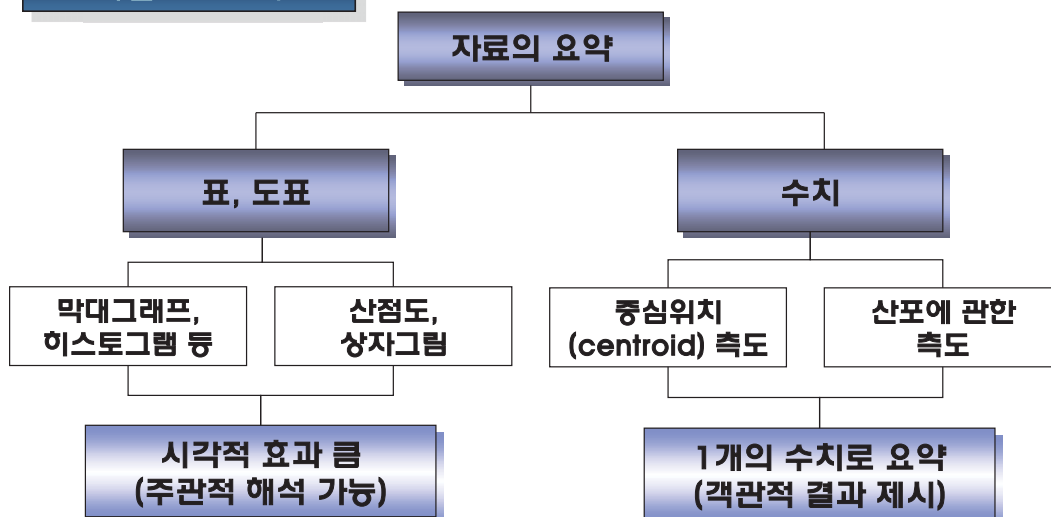 자료의 요약
표, 도표
수치
막대그래프,
히스토그램 등
산점도,
상자그림
중심위치
(centroid) 측도
산포에 관한
측도
시각적 효과 큼
(주관적 해석 가능)
1개의 수치로 요약
(객관적 결과 제시)